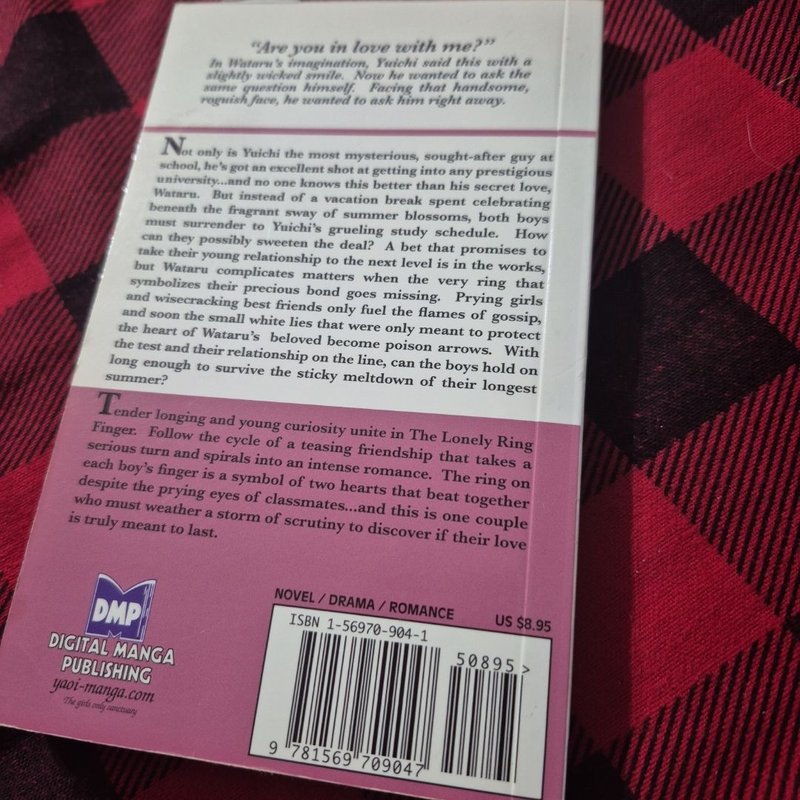 "Are you in love with me?"
In Wataru's imagination, Yuichi said this with a
slightly wicked smile. Now he wanted to ask the
same question himself. Facing that handsome,
roguish face, he wanted to ask him right away.
Not only is Yuichi the most mysterious, sought-after guy at
school, he's got an excellent shot at getting into any prestigious
university...and no one knows this better than his secret love,
Wataru. But instead of a vacation break spent celebrating
beneath the fragrant sway of summer blossoms, both boys
must surrender to Yuichi's grueling study schedule. How
can they possibly sweeten the deal? A bet that promises to
take their young relationship to the next level is in the works,
but Wataru complicates matters when the very ring that
symbolizes their precious bond goes missing. Prying girls
and wisecracking best friends only fuel the flames of gossip,
and soon the small white lies that were only meant to protect
the heart of Wataru's beloved become poison arrows. With
the test and their relationship on the line, can the boys hold on
long enough to survive the sticky meltdown of their longest
summer?
Tender longing and young curiosity unite in The Lonely Ring
Finger. Follow the cycle of a teasing friendship that takes a
serious turn and spirals into an intense romance. The ring on
each boy's finger is a symbol of two hearts that beat together
despite the prying eyes of classmates...and this is one couple
who must weather a storm of scrutiny to discover if their love
is truly meant to last.
DMP
DIGITAL MANGA
PUBLISHING
yaoi-manga.com
The girls only sanctuary
NOVEL / DRAMA / ROMANCE
US $8.95
ISBN 1-56970-904-1
50895>
9 781569 709047